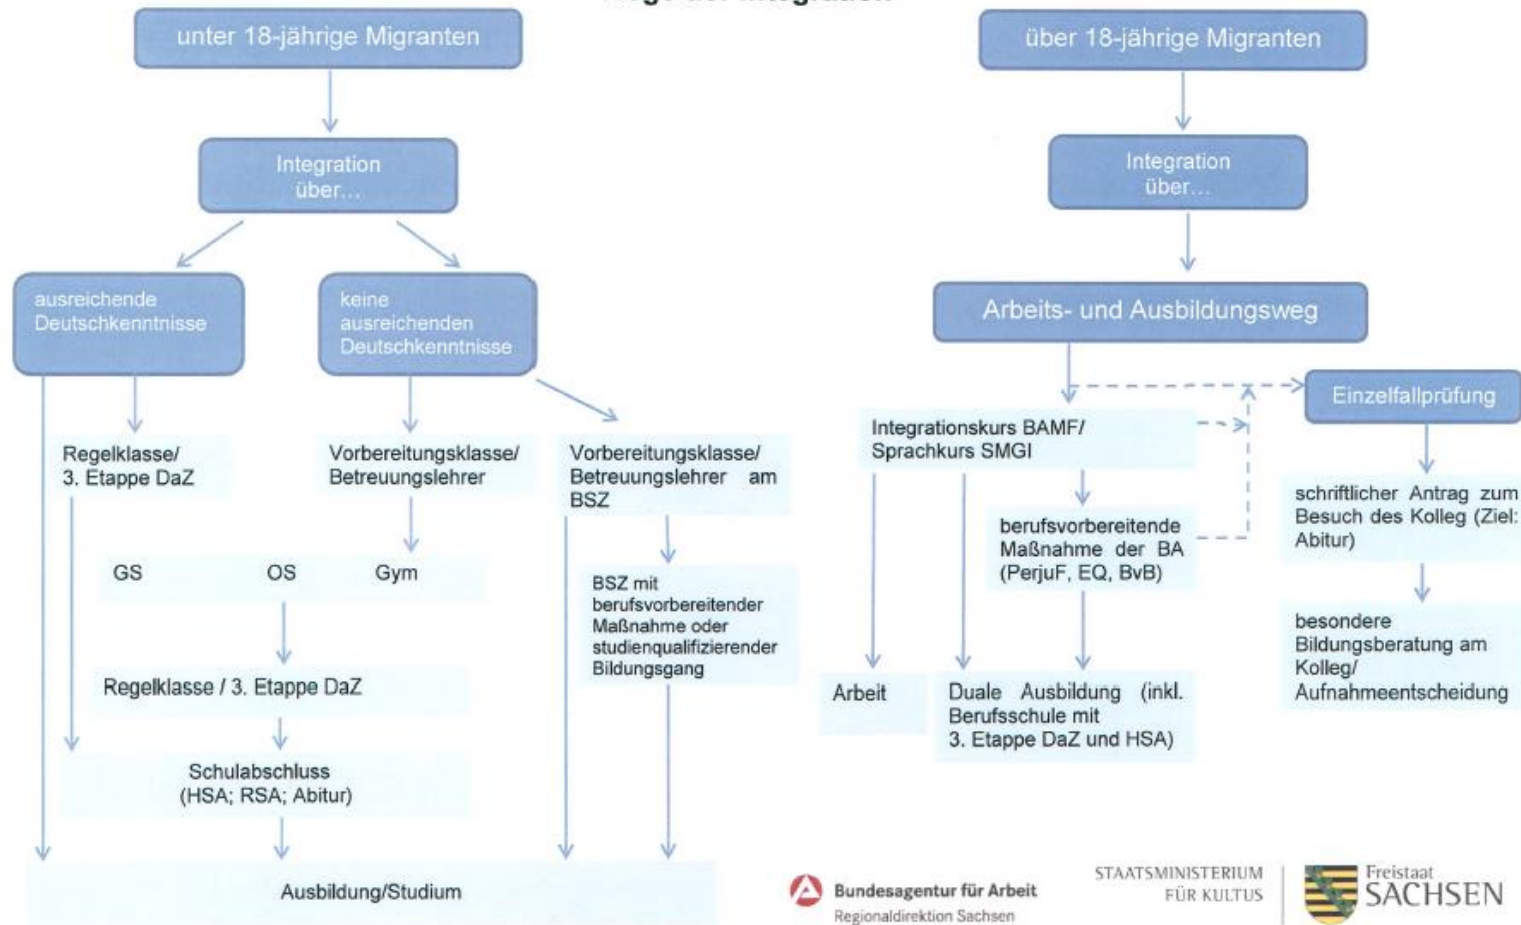 unter 18-jährige Migranten
Integration
über...
ausreichende
Deutschkenntnisse
keine
ausreichenden
Deutschkenntnisse
Regelklasse/
3. Etappe DaZ
Vorbereitungsklasse/
Betreuungslehrer
Vorbereitungsklasse/
Betreuungslehrer am
BSZ
GS OS Gym
BSZ mit
berufsvorbereitender
Maßnahme oder
studienqualifizierender
Bildungsgang
Regelklasse / 3. Etappe DaZ
Schulabschluss
(HSA; RSA; Abitur)
Ausbildung/Studium
über 18-jährige Migranten
Integration
über...
Arbeits- und Ausbildungsweg
Einzelfallprüfung
Integrationskurs BAMF/
Sprachkurs SMGI
berufsvorbereitende
Maßnahme der BA
(PerjuF, EQ, BvB)
schriftlicher Antrag zum
Besuch des Kolleg (Ziel:
Abitur)
besondere
Bildungsberatung am
Kolleg/
Aufnahmeentscheidung
Arbeit
Duale Ausbildung (inkl.
Berufsschule mit
3. Etappe DaZ und HSA)
Bundesagentur für Arbeit
Regionaldirektion Sachsen
STAATSMINISTERIUM
FÜR KULTUS
Freistaat
SACHSEN